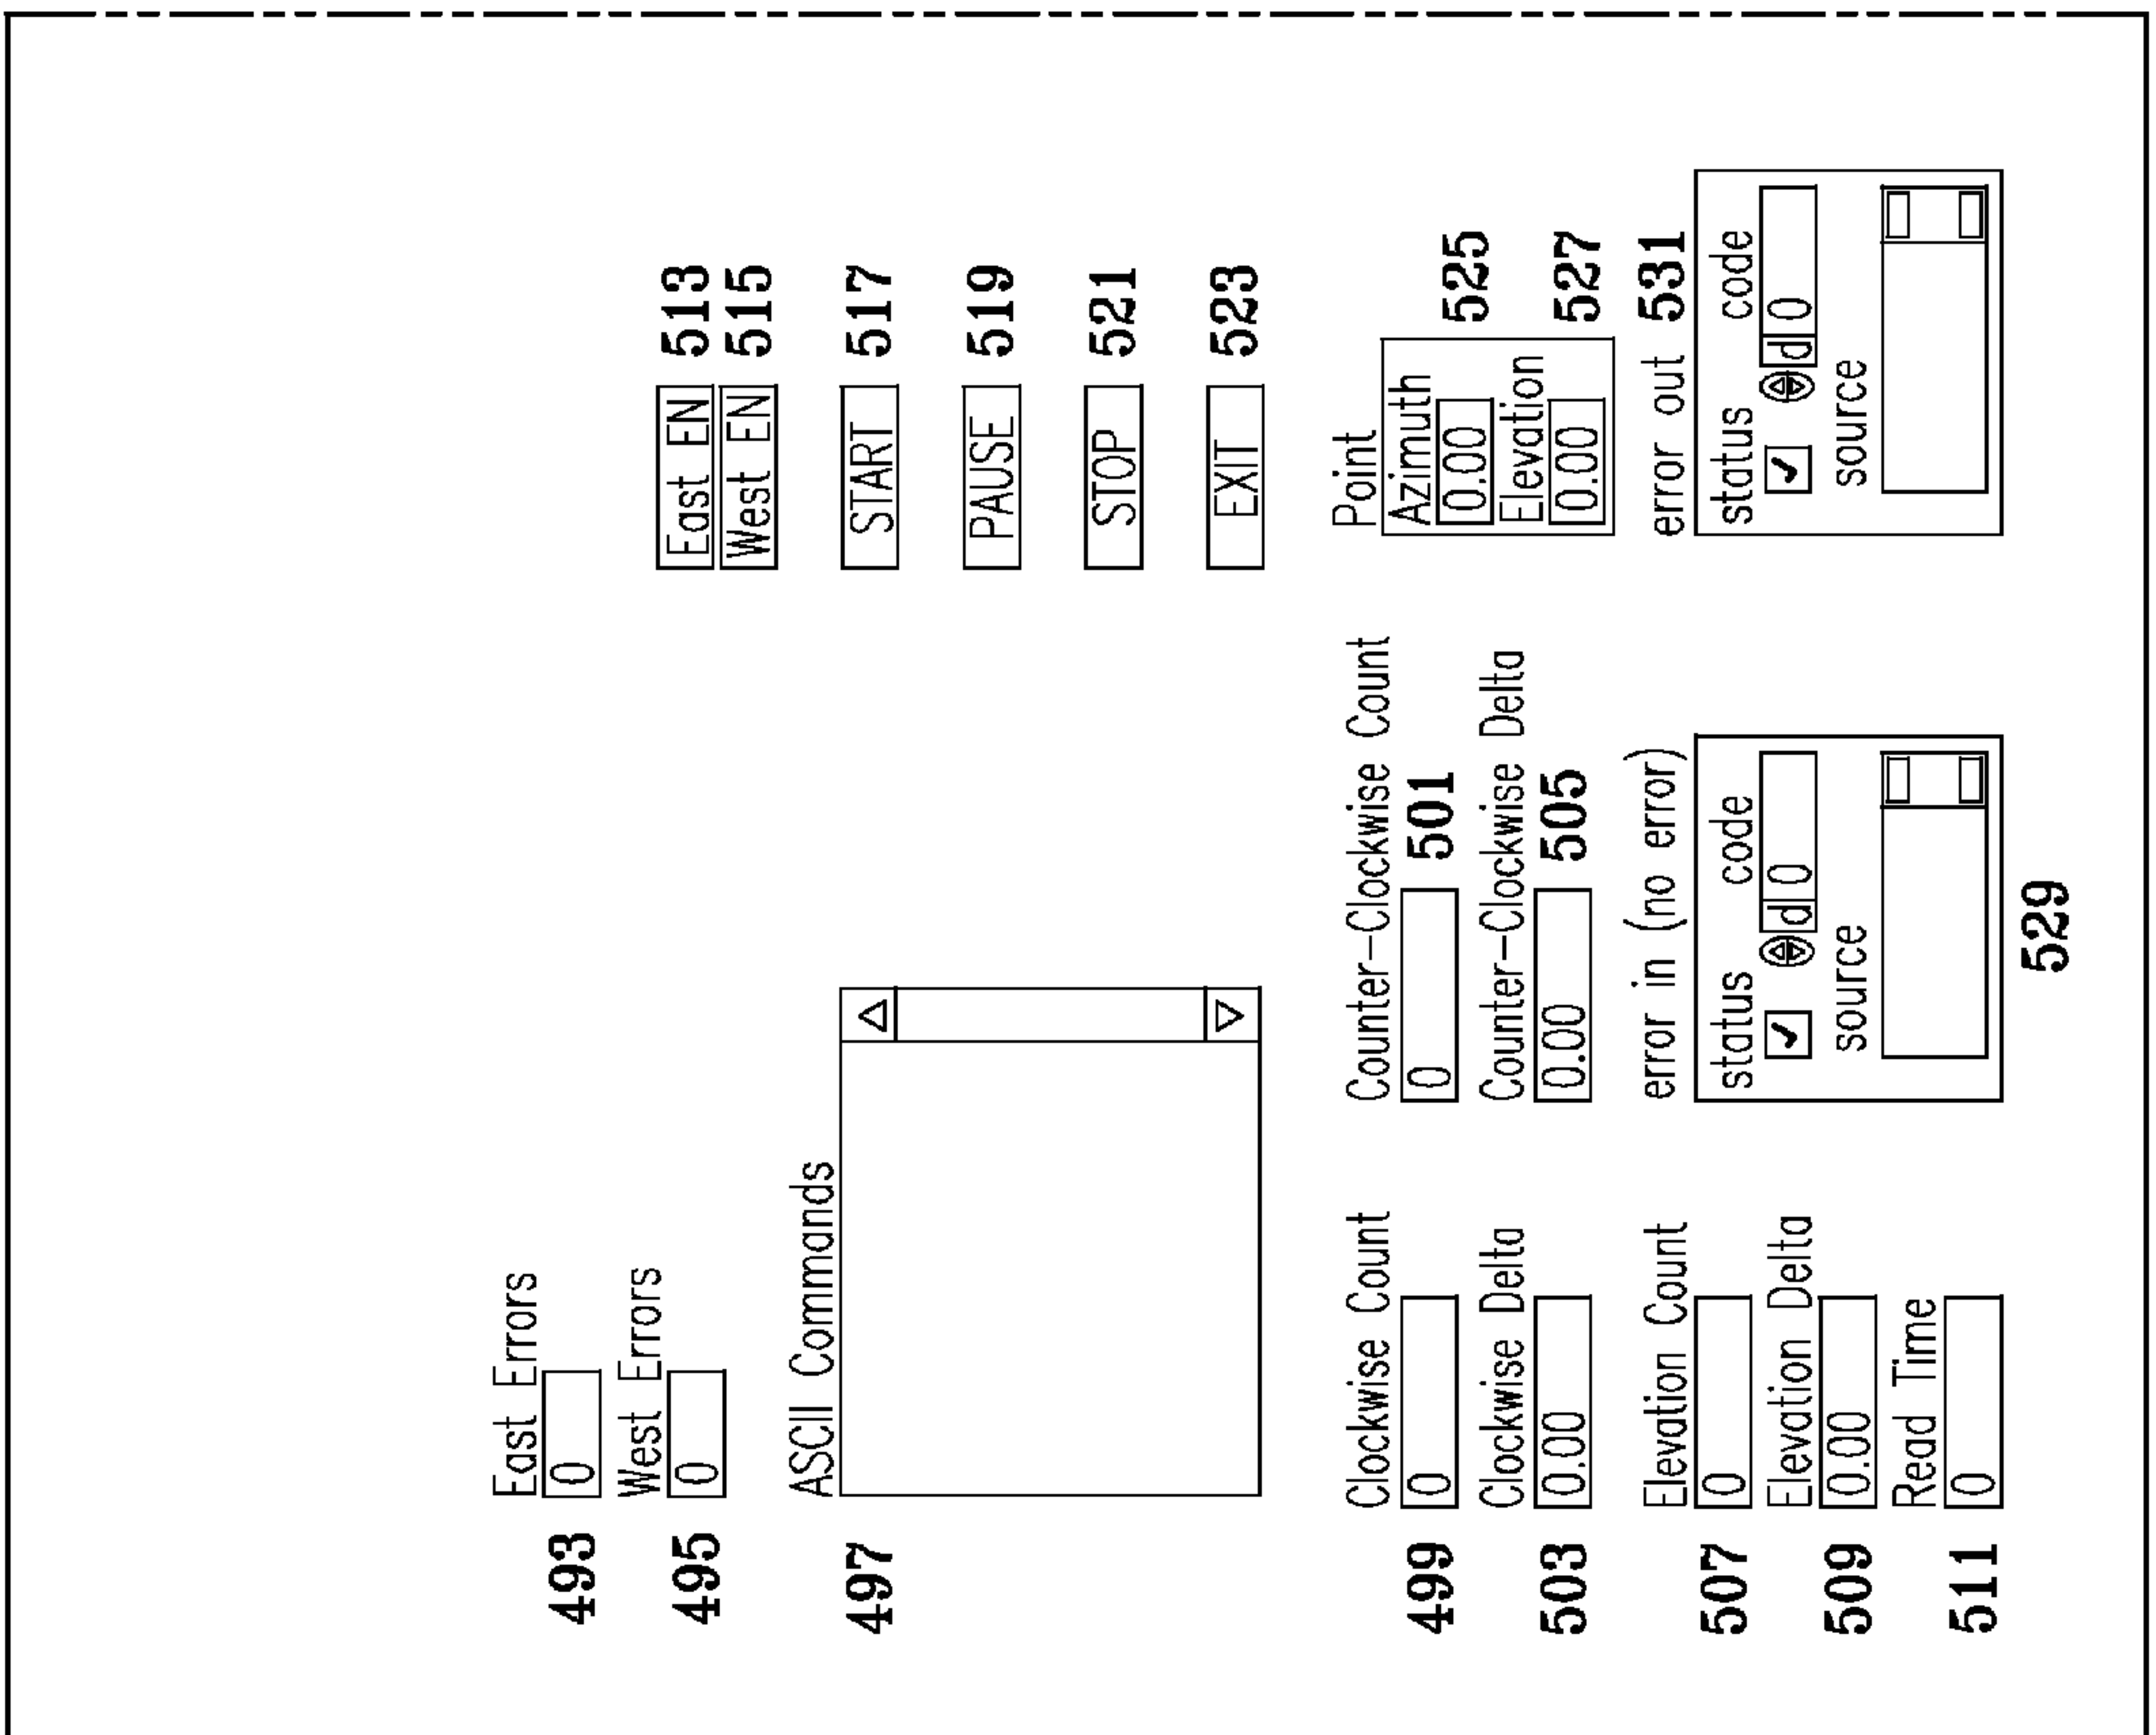 East Errors
493 0
West Errors
495 0
East EN 513
West EN 515
ASCII Commands
497
START 517
PAUSE 519
STOP 521
EXIT 523
Clockwise Count
499 0
Counter-Clockwise Count
0 501
Clockwise Delta
503 0.00
Counter-Clockwise Delta
0.00 505
Point
Azimuth
0.00 525
Elevation
0.00 527
Elevation Count
507 0
Elevation Delta
509 0.00
Read Time
511 0
error in (no error)
status code
d 0
source
529
error out 531
status code
d 0
source